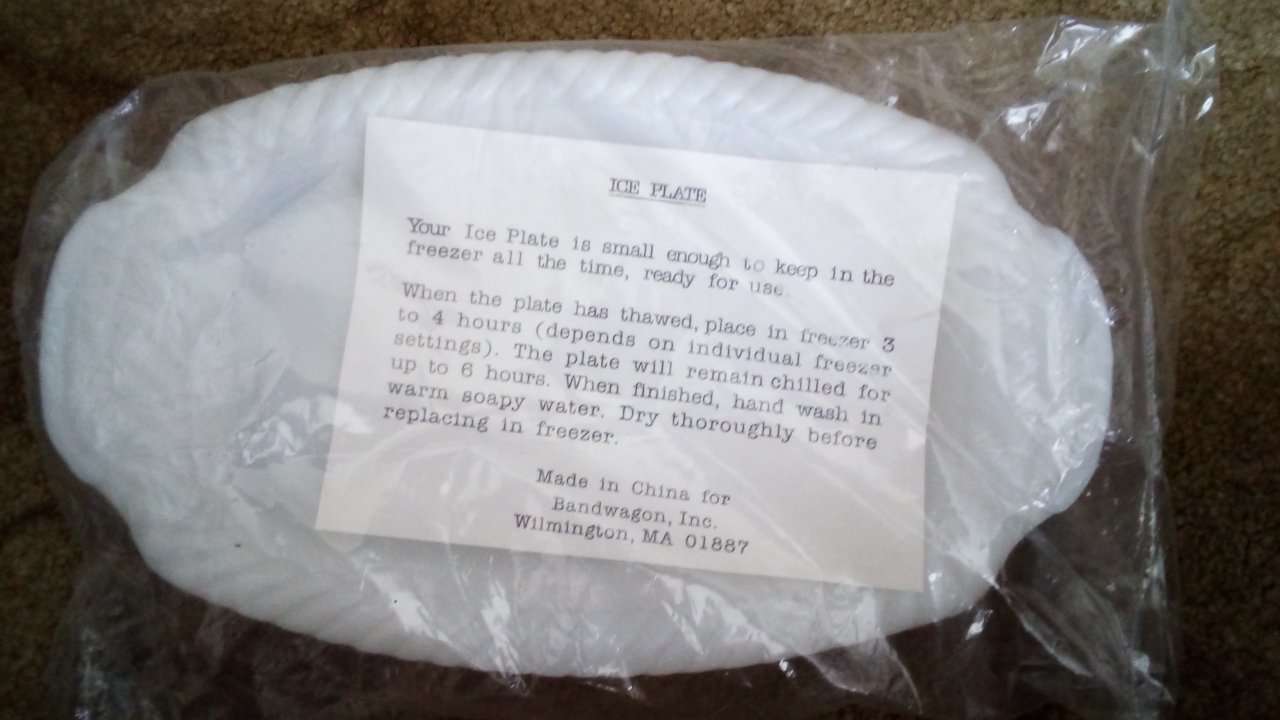 ICE PLATE
Your Ice Plate is small enough to keep in the
freezer all the time, ready for use.
When the plate has thawed, place in freezer 3
to 4 hours (depends on individual freezer
settings). The plate will remain chilled for
up to 6 hours. When finished, hand wash in
warm soapy water. Dry thoroughly before
replacing in freezer.
Made in China for
Bandwagon, Inc.
Wilmington, MA 01887